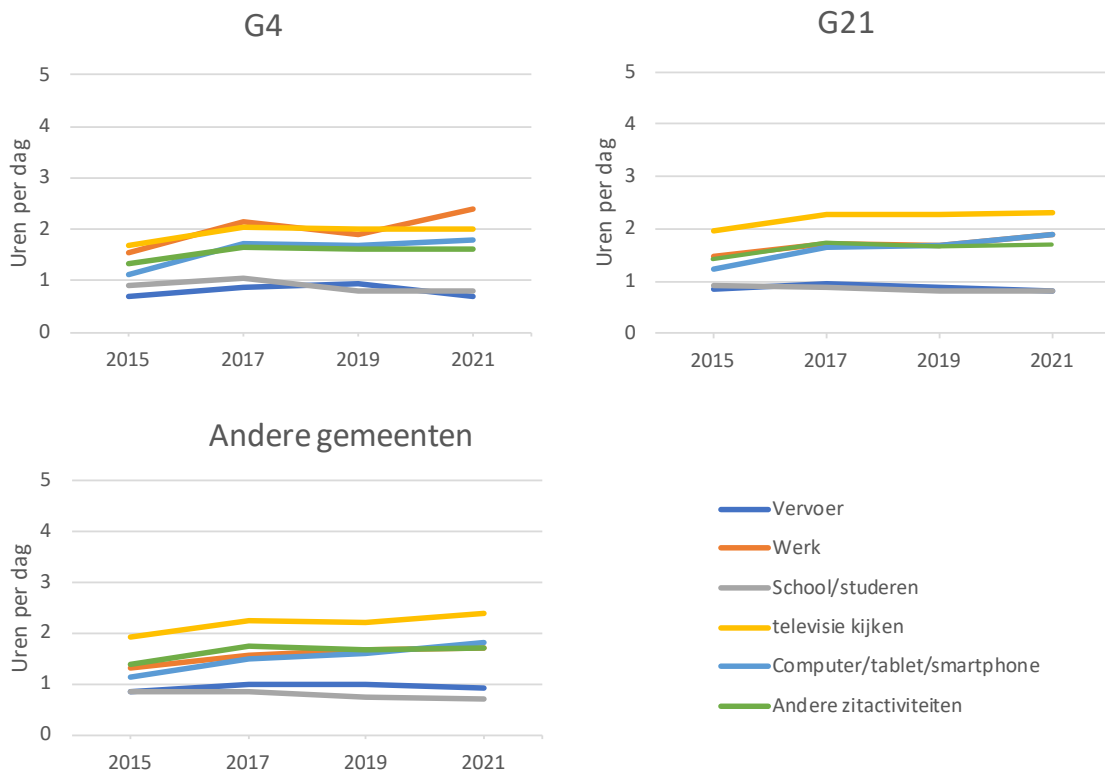 G4
Uren per dag
5
4
3
2
1
0
2015 2017 2019 2021
G21
Uren per dag
5
4
3
2
1
0
2015 2017 2019 2021
Andere gemeenten
Uren per dag
5
4
3
2
1
0
2015 2017 2019 2021
Vervoer
Werk
School/studeren
televisie kijken
Computer/tablet/smartphone
Andere zitactiviteiten